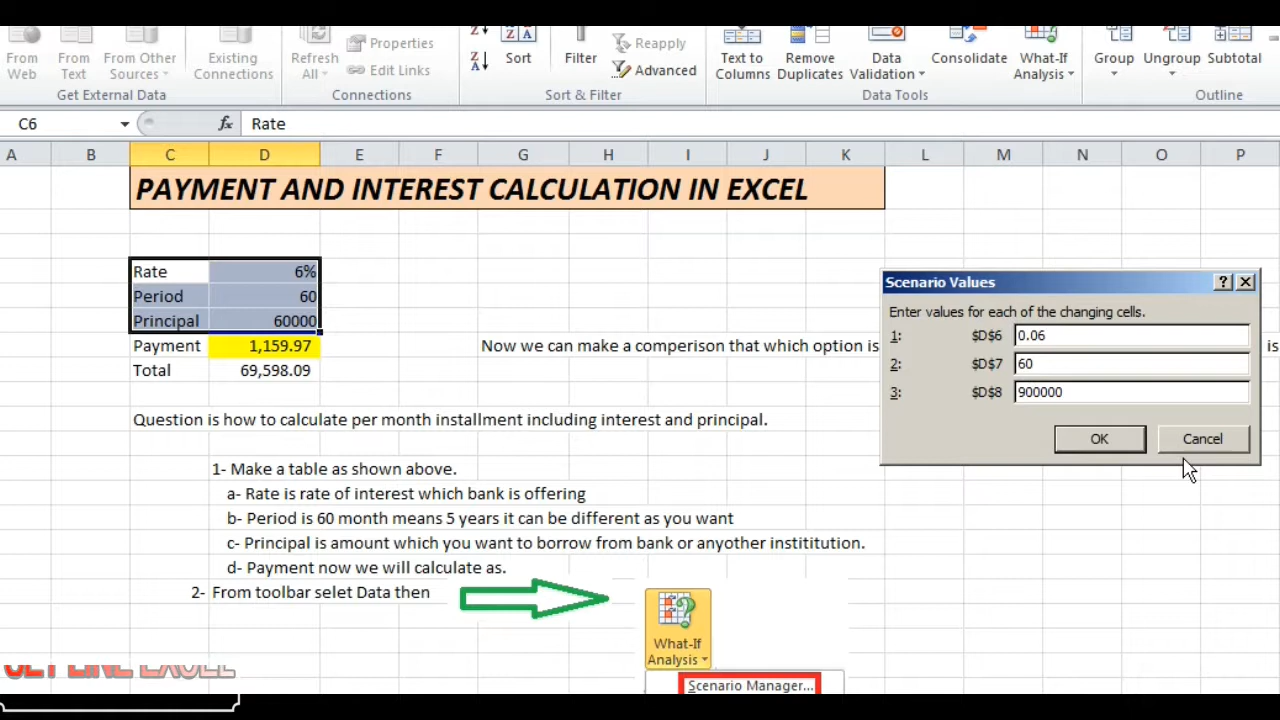 From Web
From Text
From Other Sources
Existing Connections
Refresh All
Properties
Edit Links
Sort
Filter
Reapply
Advanced
Text to Columns
Remove Duplicates
Data Validation
Consolidate
What-If Analysis
Group
Ungroup
Subtotal
Get External Data
Connections
Sort & Filter
Data Tools
Outline
C6 fx Rate
A B C D E F G H I J K L M N O P
PAYMENT AND INTEREST CALCULATION IN EXCEL
Rate 6%
Period 60
Principal 60000
Payment 1,159.97 Now we can make a comperison that which option is is
Total 69,598.09
Scenario Values
Enter values for each of the changing cells.
1: $D$6 0.06
2: $D$7 60
3: $D$8 900000
OK Cancel
Question is how to calculate per month installment including interest and principal.
1- Make a table as shown above.
a- Rate is rate of interest which bank is offering
b- Period is 60 month means 5 years it can be different as you want
c- Principal is amount which you want to borrow from bank or anyother instititution.
d- Payment now we will calculate as.
2- From toolbar selet Data then
What-If Analysis
Scenario Manager...